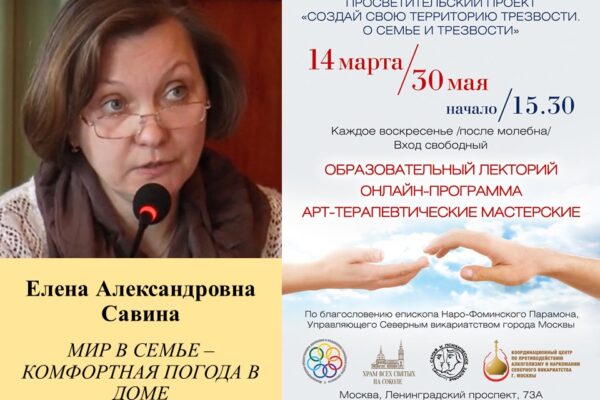 Елена Александровна
Савина
МИР В СЕМЬЕ –
КОМФОРТНАЯ ПОГОДА В
ДОМЕ
ПРОСВЕТИТЕЛЬСКИЙ ПРОЕКТ
«СОЗДАЙ СВОЮ ТЕРРИТОРИЮ ТРЕЗВОСТИ.
О СЕМЬЕ И ТРЕЗВОСТИ»
14 марта/30 мая
начало/15.30
Каждое воскресенье /после молебна/
Вход свободный
ОБРАЗОВАТЕЛЬНЫЙ ЛЕКТОРИЙ
ОНЛАЙН-ПРОГРАММА
АРТ-ТЕРАПЕВТИЧЕСКИЕ МАСТЕРСКИЕ
По благословению епископа Наро-Фоминского Парамона,
Управляющего Северным викариатством города Москвы
ХРАМ ВСЕХ СВЯТЫХ
НА СОКОЛЕ
КООРДИНАЦИОННЫЙ ЦЕНТР
ПО ПРОТИВОДЕЙСТВИЮ
АЛКОГОЛИЗМУ И НАРКОМАНИИ
СЕВЕРНОГО ВИКАРИАТСТВА
Г. МОСКВЫ
Москва, Ленинградский проспект, 73А